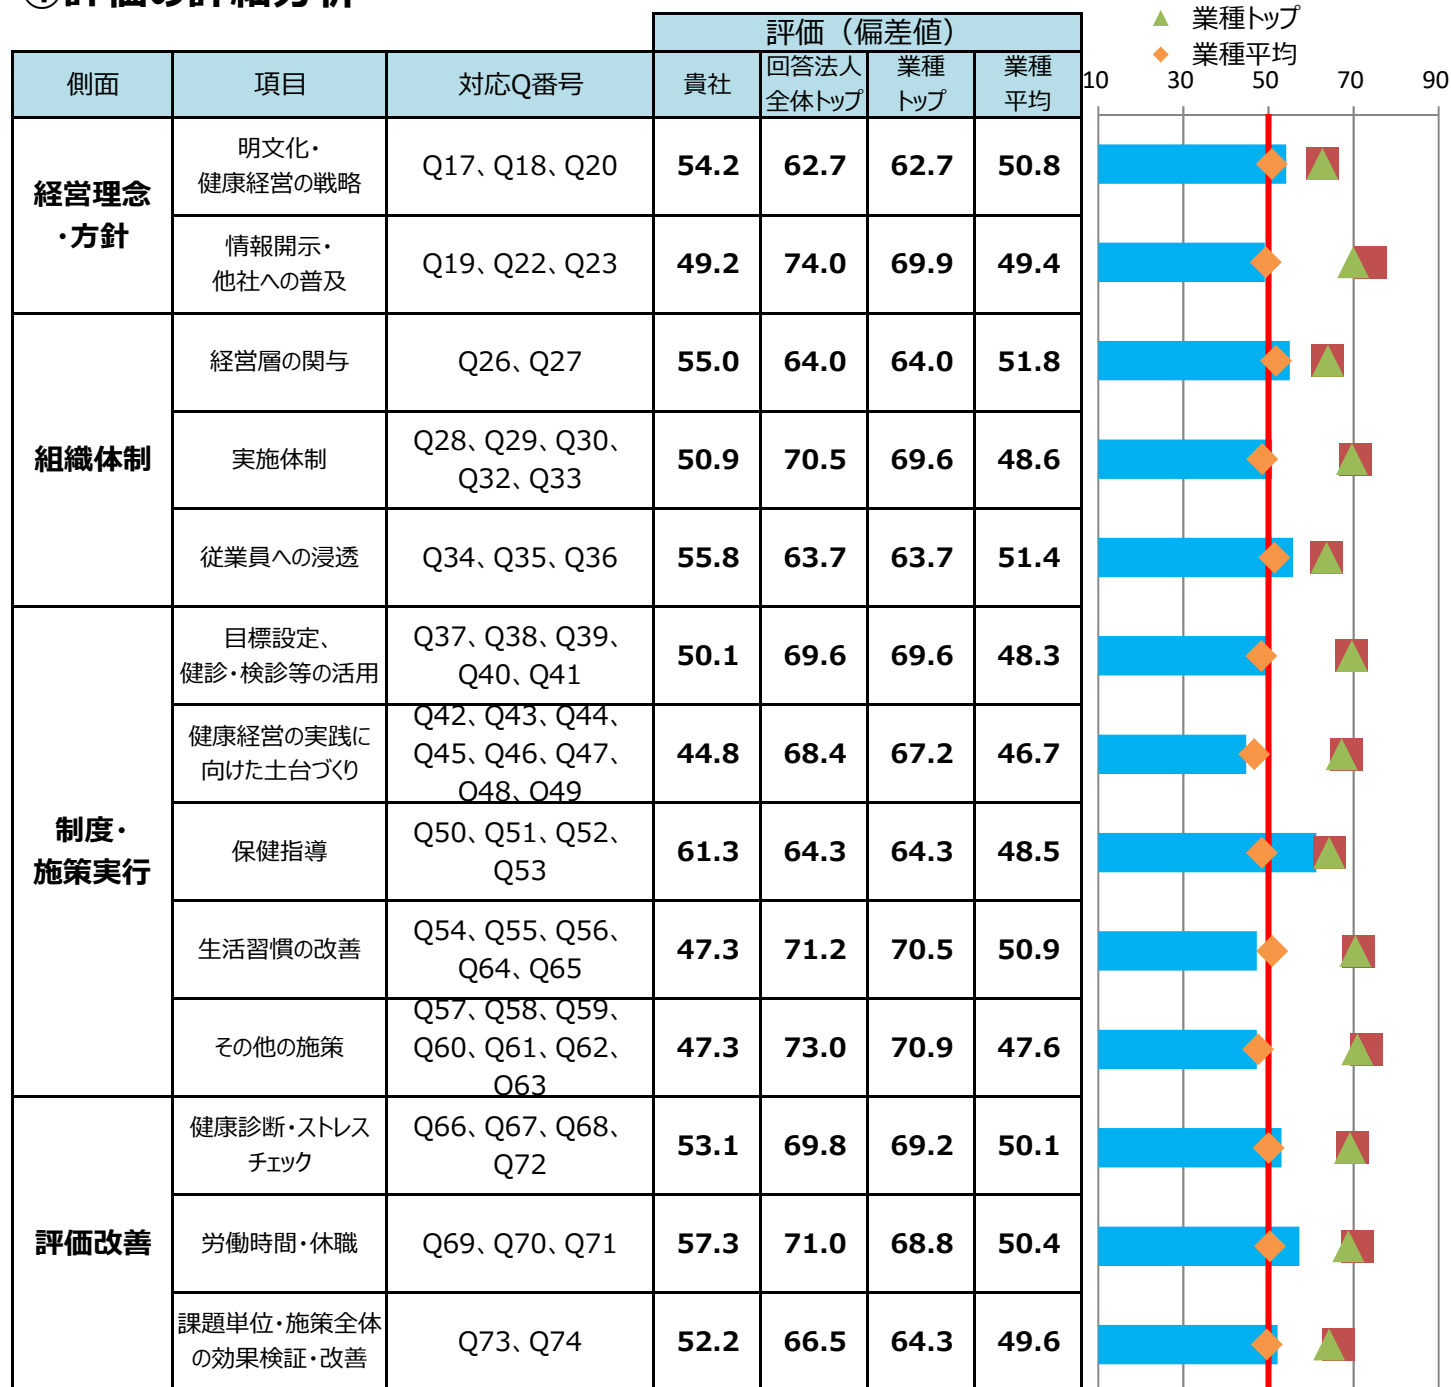 ①評価の詳細分析
▲ 業種トップ
◆ 業種平均
評価（偏差値）
側面 項目 対応Q番号 貴社 回答法人 業種 業種
全体トップ トップ 平均
10 30 50 70 90
経営理念
・方針
明文化・
健康経営の戦略
Q17、Q18、Q20 54.2 62.7 62.7 50.8
情報開示・
他社への普及
Q19、Q22、Q23 49.2 74.0 69.9 49.4
組織体制
経営層の関与 Q26、Q27 55.0 64.0 64.0 51.8
実施体制
Q28、Q29、Q30、
Q32、Q33
50.9 70.5 69.6 48.6
従業員への浸透 Q34、Q35、Q36 55.8 63.7 63.7 51.4
制度・
施策実行
目標設定、
健診・検診等の活用
Q37、Q38、Q39、
Q40、Q41
50.1 69.6 69.6 48.3
健康経営の実践に
向けた土台づくり
Q42、Q43、Q44、
Q45、Q46、Q47、
Q48、Q49
44.8 68.4 67.2 46.7
保健指導
Q50、Q51、Q52、
Q53
61.3 64.3 64.3 48.5
生活習慣の改善
Q54、Q55、Q56、
Q64、Q65
47.3 71.2 70.5 50.9
その他の施策
Q57、Q58、Q59、
Q60、Q61、Q62、
Q63
47.3 73.0 70.9 47.6
評価改善
健康診断・ストレス
チェック
Q66、Q67、Q68、
Q72
53.1 69.8 69.2 50.1
労働時間・休職 Q69、Q70、Q71 57.3 71.0 68.8 50.4
課題単位・施策全体
の効果検証・改善
Q73、Q74 52.2 66.5 64.3 49.6